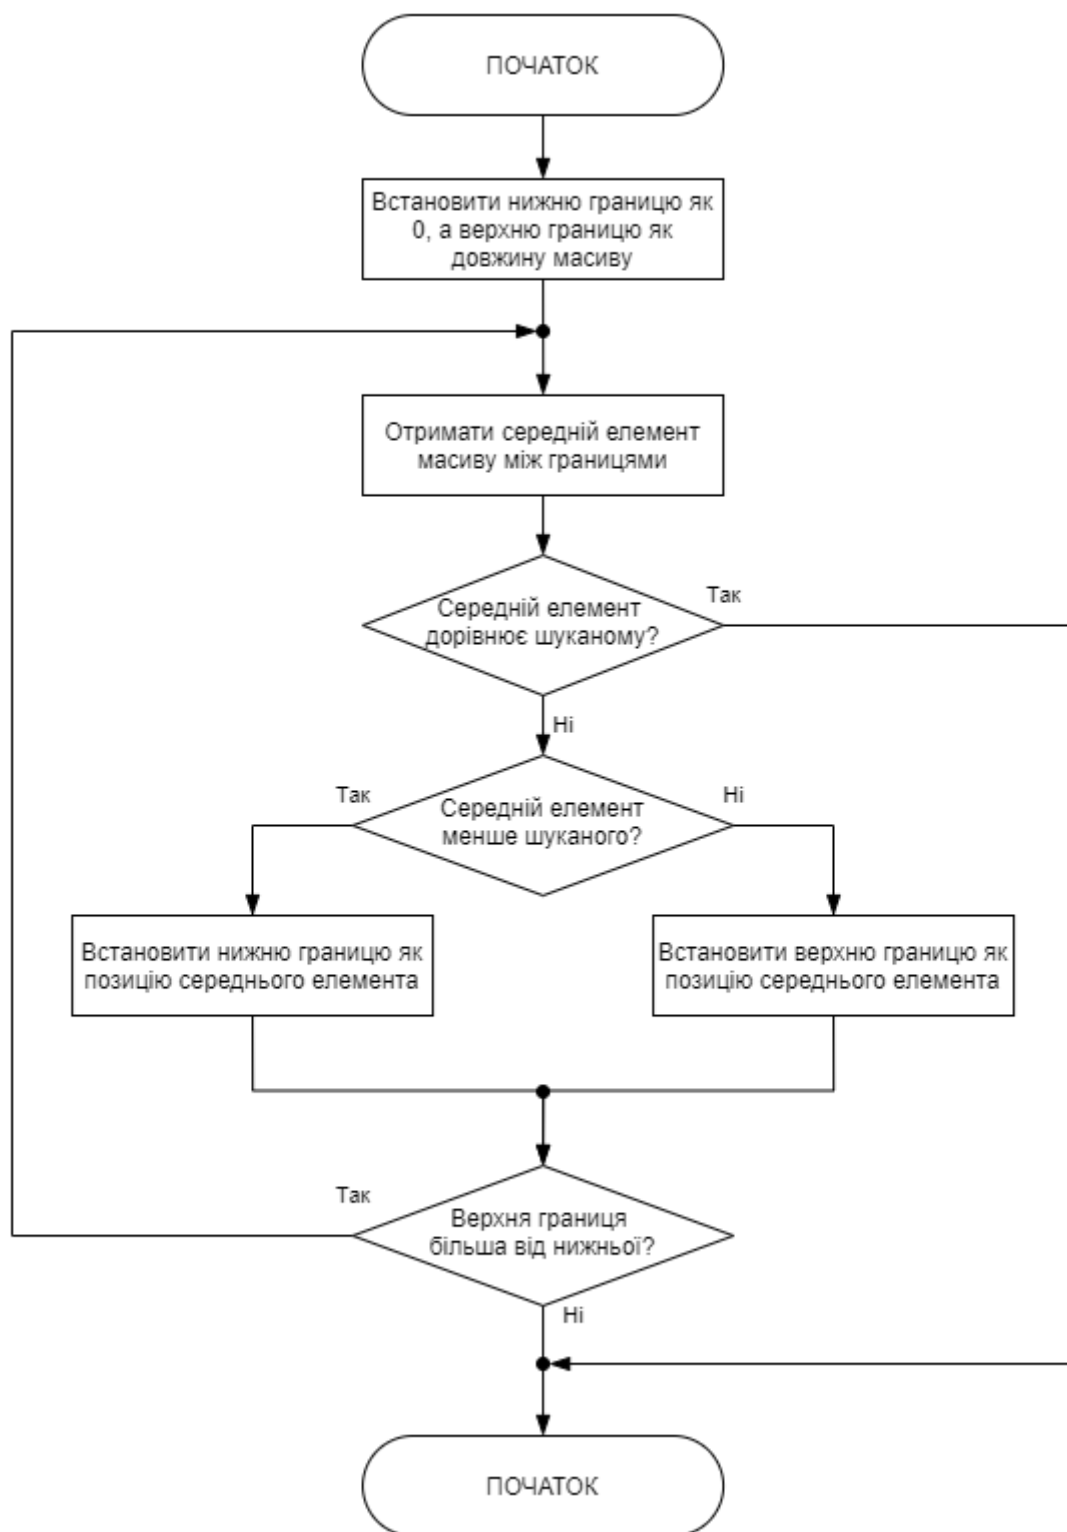 ПОЧАТОК
Встановити нижню границю як
0, а верхню границю як
довжину масиву
Отримати середній елемент
масиву між границями
Середній елемент
дорівнює шуканому?
Так
Ні
Середній елемент
менше шуканого?
Так
Ні
Встановити нижню границю як
позицію середнього елемента
Встановити верхню границю як
позицію середнього елемента
Верхня границя
більша від нижньої?
Так
Ні
ПОЧАТОК